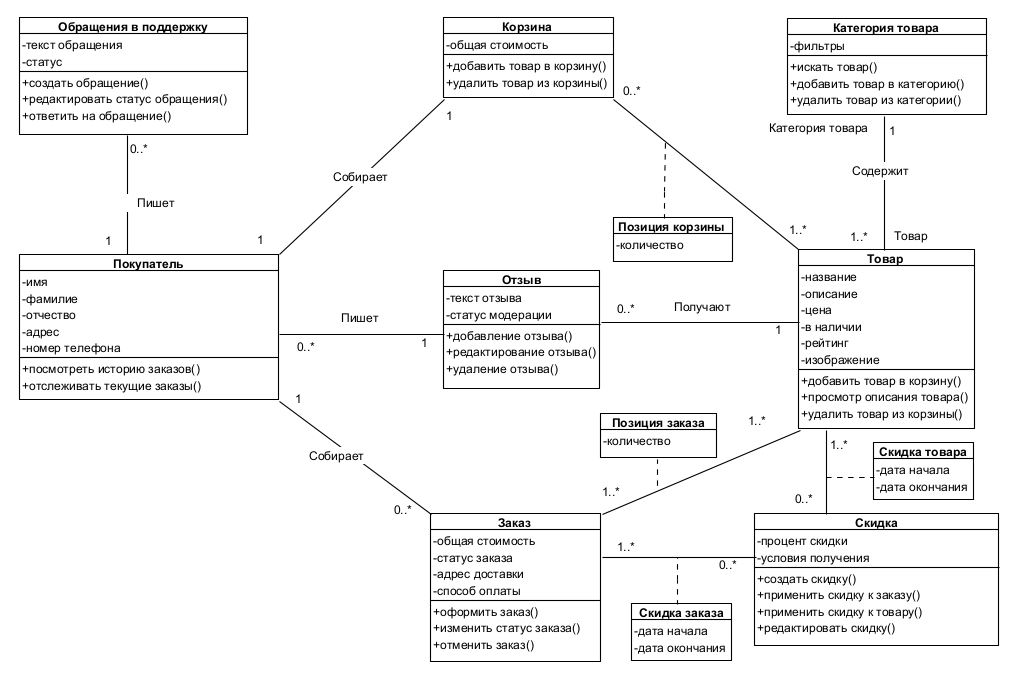 Обращения в поддержку
-текст обращения
-статус
+создать обращение()
+редактировать статус обращения()
+ответить на обращение()
Корзина
-общая стоимость
+добавить товар в корзину()
+удалить товар из корзины()
Категория товара
-фильтры
+искать товар()
+добавить товар в категорию()
+удалить товар из категории()
0..*
1
0..*
Категория товара
1
Пишет
Собирает
Содержит
1
1
Позиция корзины
-количество
1..*
1..*
Товар
Покупатель
-имя
-фамилие
-отчество
-адрес
-номер телефона
+посмотреть историю заказов()
+отслеживать текущие заказы()
Пишет
0..*
1
Отзыв
-текст отзыва
-статус модерации
+добавление отзыва()
+редактирование отзыва()
+удаление отзыва()
0..*
Получают
1
Товар
-название
-описание
-цена
-в наличии
-рейтинг
-изображение
+добавить товар в корзину()
+просмотр описания товара()
+удалить товар из корзины()
1
Собирает
0..*
Позиция заказа
-количество
1..*
1..*
1..*
Скидка товара
-дата начала
-дата окончания
0..*
Заказ
-общая стоимость
-статус заказа
-адрес доставки
-способ оплаты
+оформить заказ()
+изменить статус заказа()
+отменить заказ()
1..*
0..*
Скидка заказа
-дата начала
-дата окончания
Скидка
-процент скидки
-условия получения
+создать скидку()
+применить скидку к заказу()
+применить скидку к товару()
+редактировать скидку()